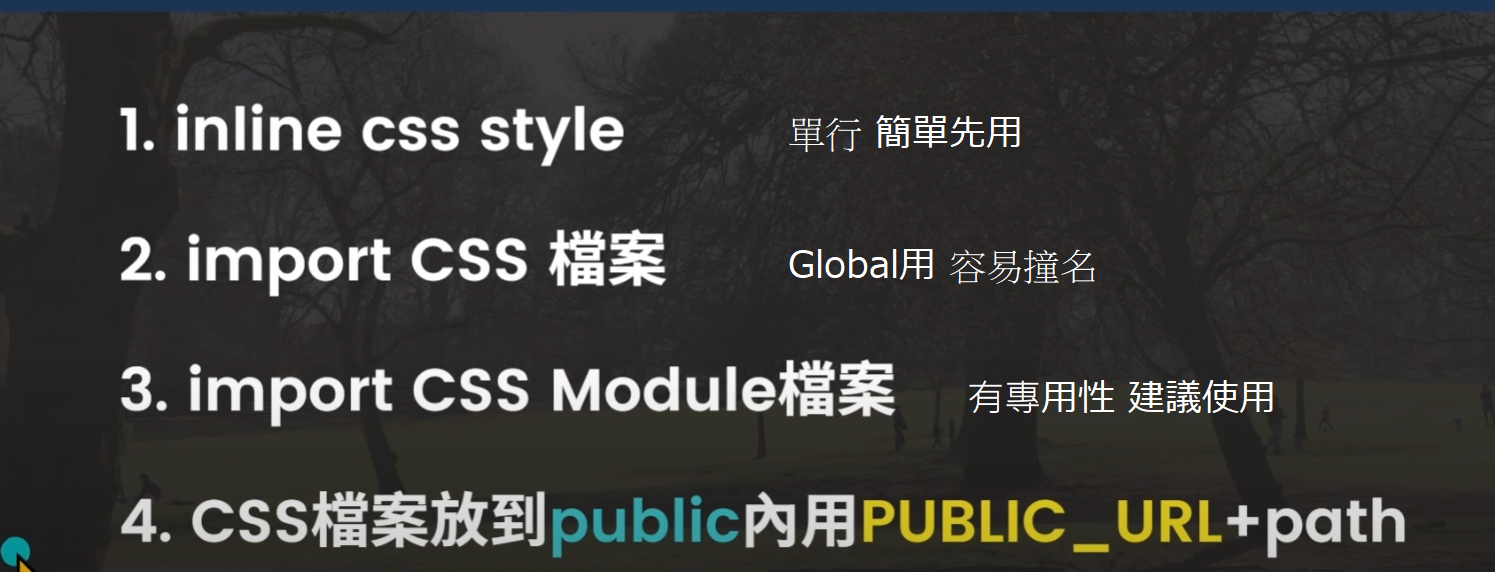 1. inline css style 單行 簡單先用
2. import CSS 檔案 Global用 容易撞名
3. import CSS Module檔案 有專用性 建議使用
4. CSS檔案放到public內用PUBLIC_URL+path